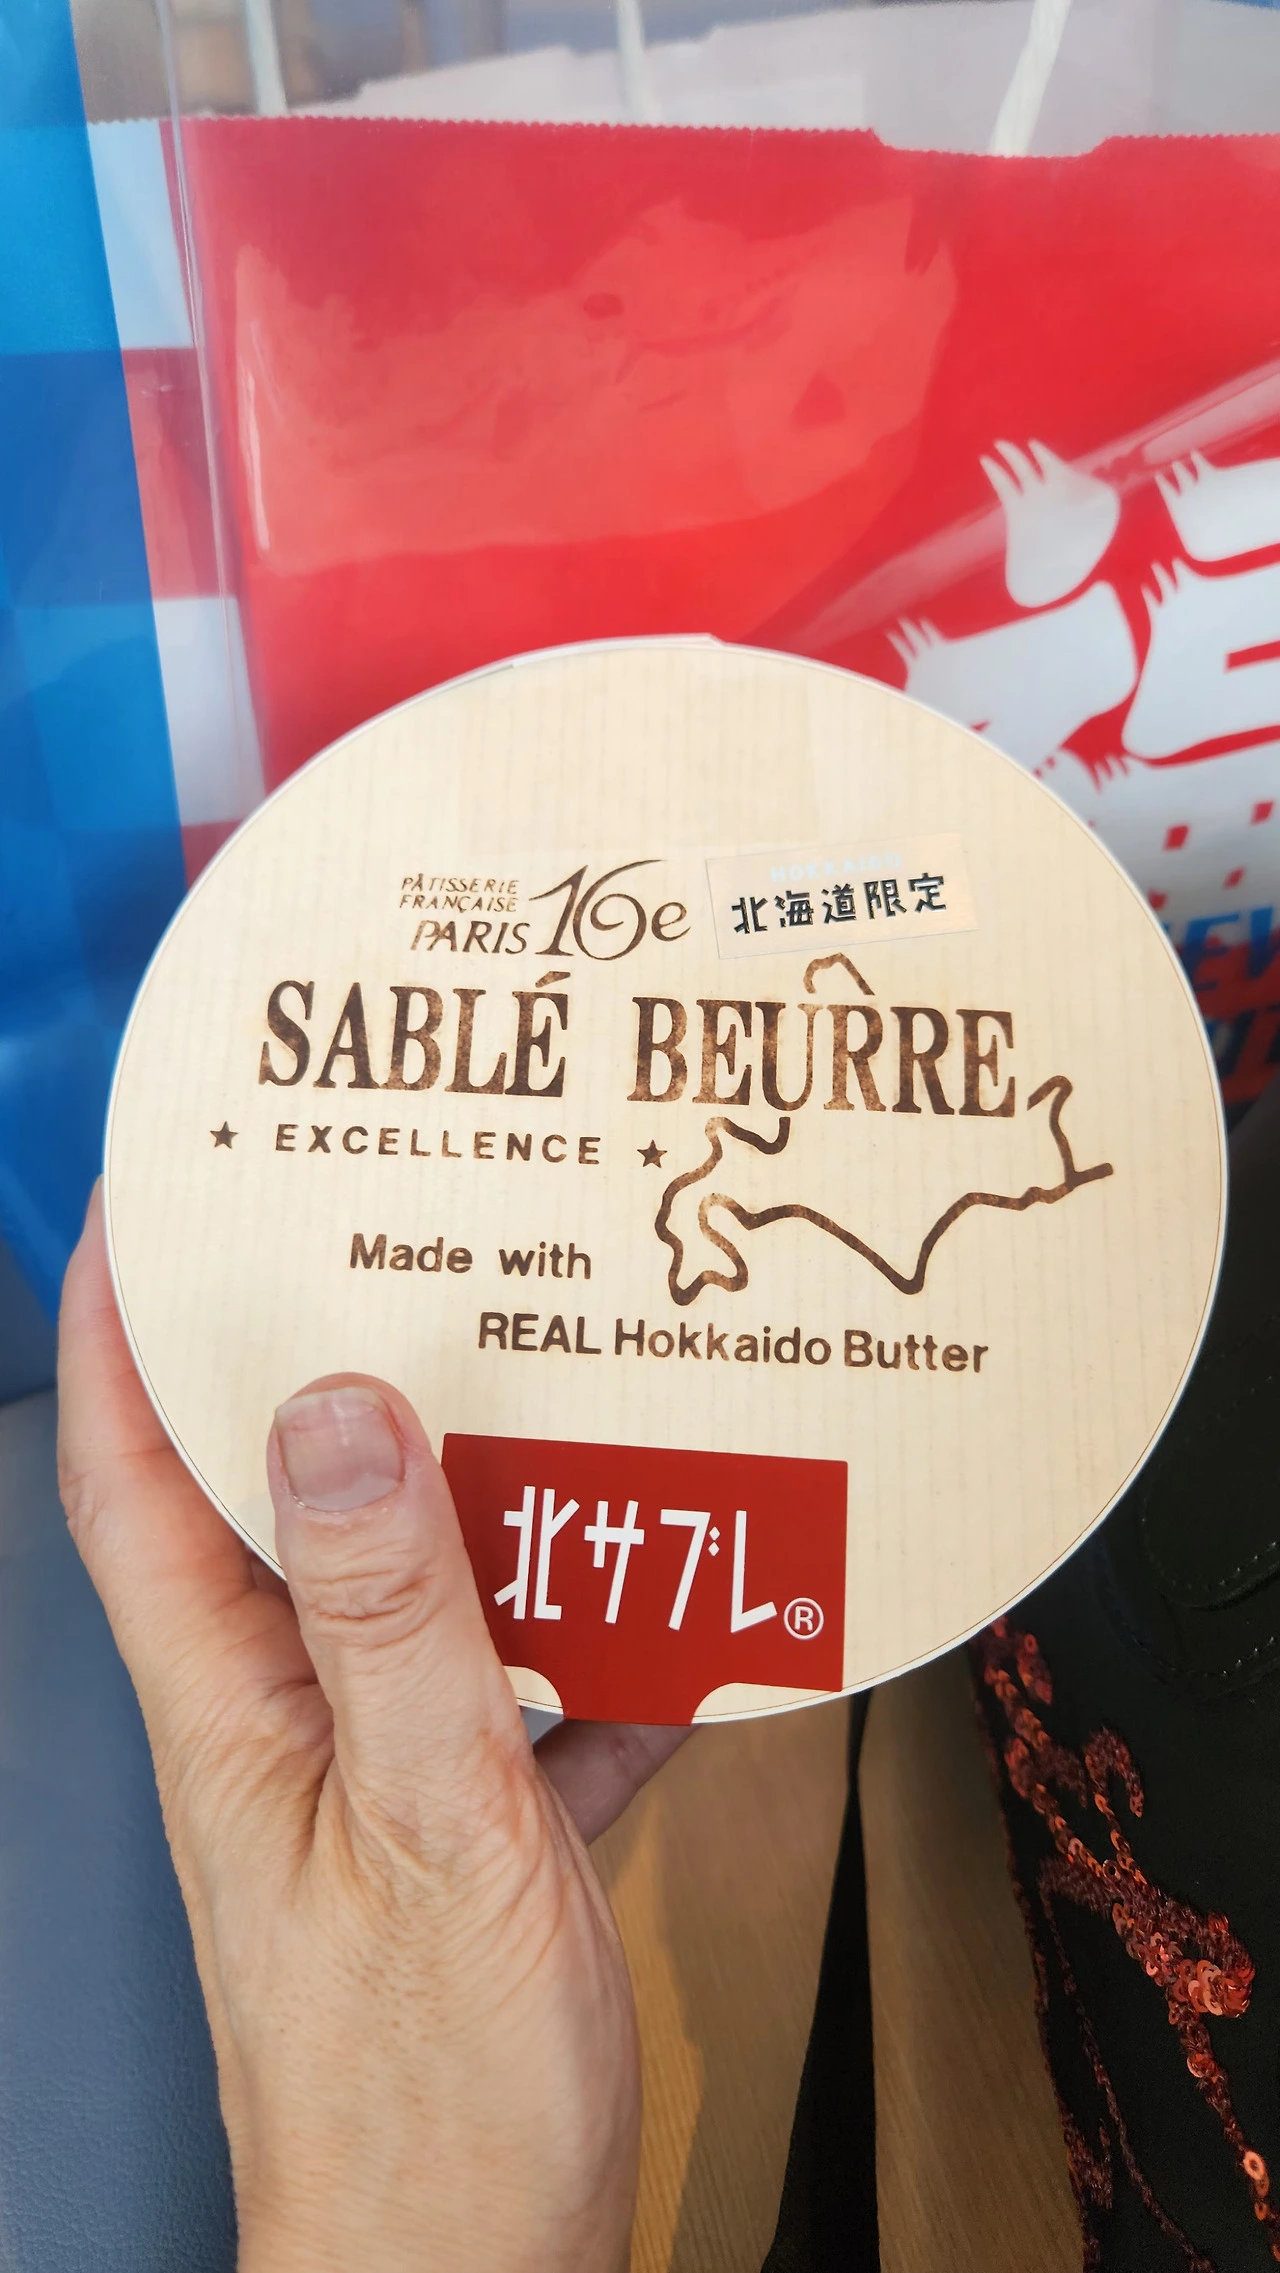 PÂTISSERIE
FRANÇAISE
PARIS 16e
HOKKAIDO
北海道限定
SABLÉ BEURRE
★ EXCELLENCE ★
Made with
REAL Hokkaido Butter
北サブレ®